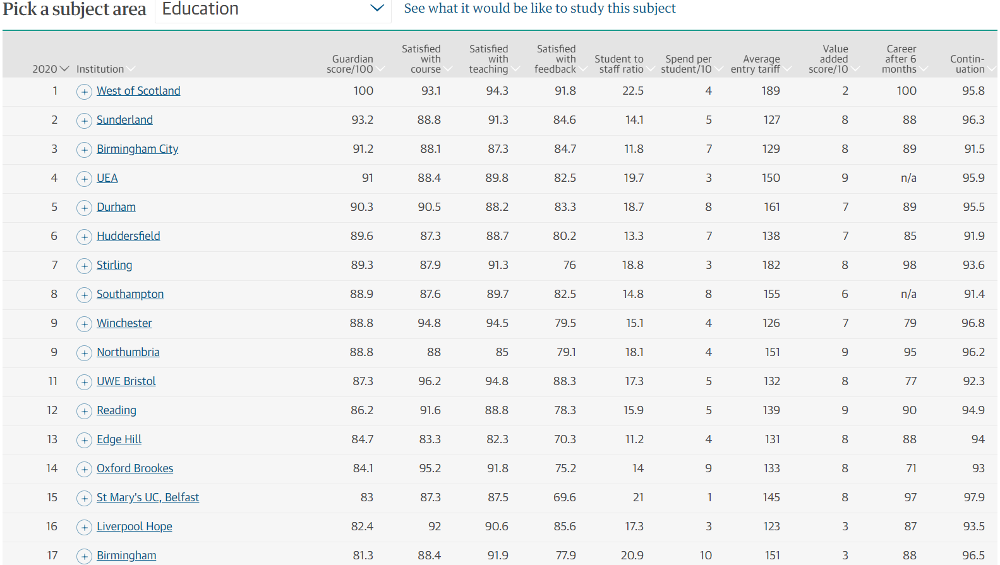 Pick a subject area Education See what it would be like to study this subject
2020 Institution Guardian score/100 Satisfied with course Satisfied with teaching Satisfied with feedback Student to staff ratio Spend per student/10 Average entry tariff Value added score/10 Career after 6 months Contin-uation
1 + West of Scotland 100 93.1 94.3 91.8 22.5 4 189 2 100 95.8
2 + Sunderland 93.2 88.8 91.3 84.6 14.1 5 127 8 88 96.3
3 + Birmingham City 91.2 88.1 87.3 84.7 11.8 7 129 8 89 91.5
4 + UEA 91 88.4 89.8 82.5 19.7 3 150 9 n/a 95.9
5 + Durham 90.3 90.5 88.2 83.3 18.7 8 161 7 89 95.5
6 + Huddersfield 89.6 87.3 88.7 80.2 13.3 7 138 7 85 91.9
7 + Stirling 89.3 87.9 91.3 76 18.8 3 182 8 98 93.6
8 + Southampton 88.9 87.6 89.7 82.5 14.8 8 155 6 n/a 91.4
9 + Winchester 88.8 94.8 94.5 79.5 15.1 4 126 7 79 96.8
9 + Northumbria 88.8 88 85 79.1 18.1 4 151 9 95 96.2
11 + UWE Bristol 87.3 96.2 94.8 88.3 17.3 5 132 8 77 92.3
12 + Reading 86.2 91.6 88.8 78.3 15.9 5 139 9 90 94.9
13 + Edge Hill 84.7 83.3 82.3 70.3 11.2 4 131 8 88 94
14 + Oxford Brookes 84.1 95.2 91.8 75.2 14 9 133 8 71 93
15 + St Mary's UC, Belfast 83 87.3 87.5 69.6 21 1 145 8 97 97.9
16 + Liverpool Hope 82.4 92 90.6 85.6 17.3 3 123 3 87 93.5
17 + Birmingham 81.3 88.4 91.9 77.9 20.9 10 151 3 88 96.5